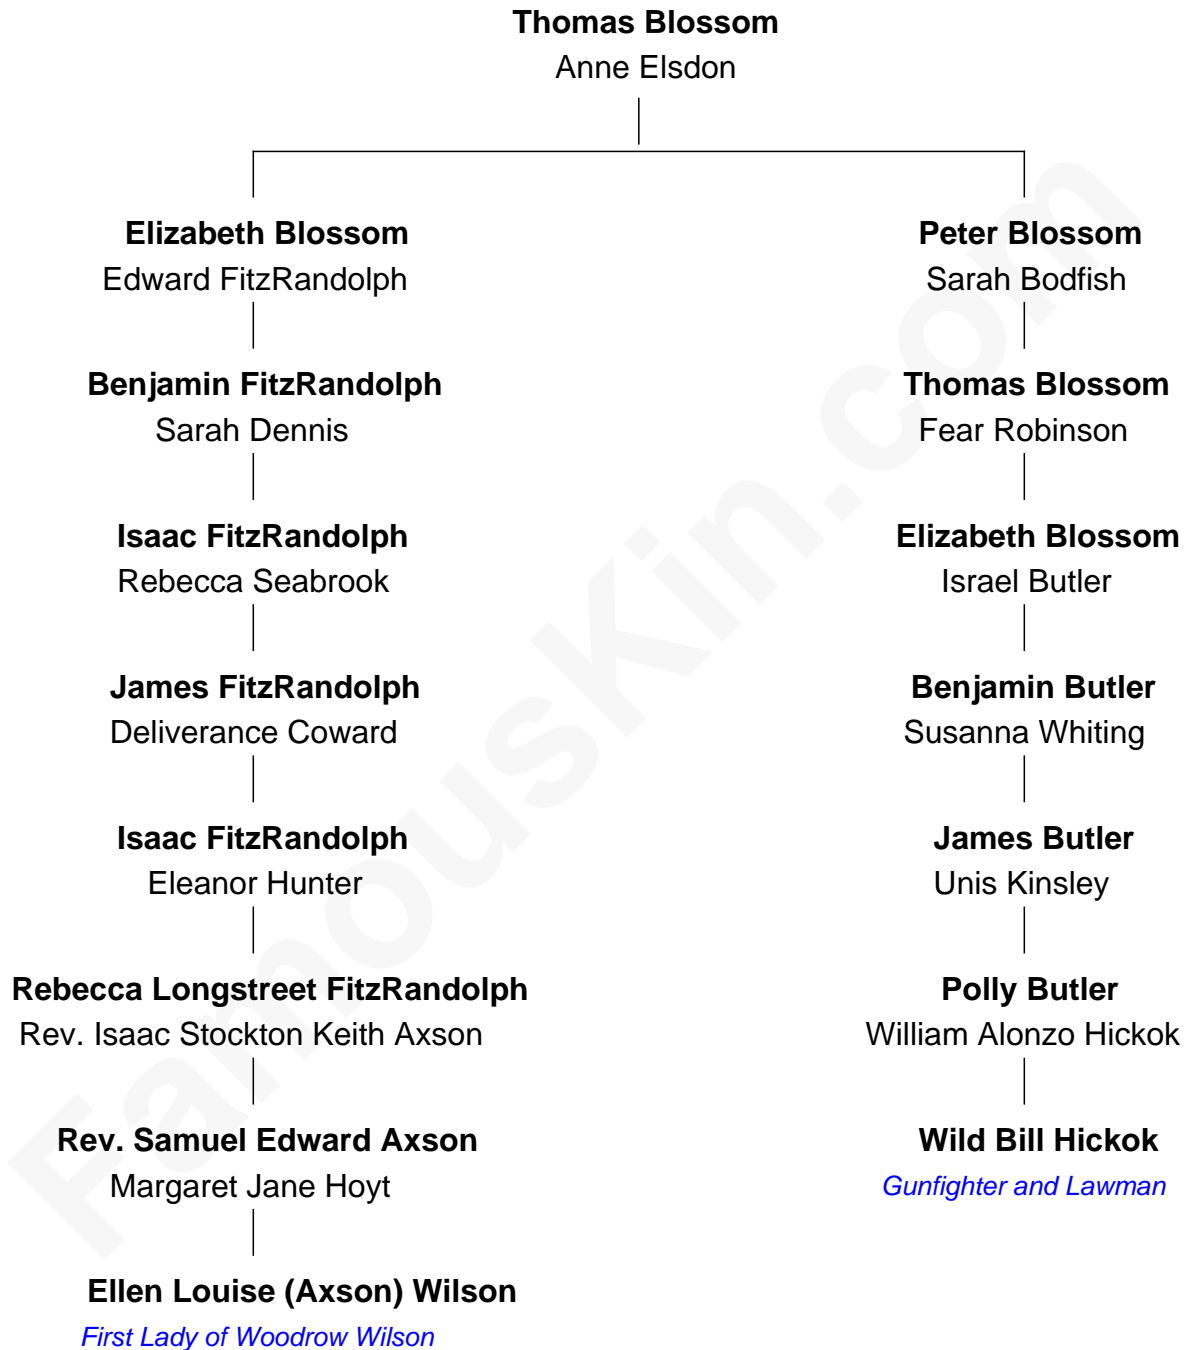 Thomas Blossom
Anne Elsdon
Elizabeth Blossom
Edward FitzRandolph
Benjamin FitzRandolph
Sarah Dennis
Isaac FitzRandolph
Rebecca Seabrook
James FitzRandolph
Deliverance Coward
Isaac FitzRandolph
Eleanor Hunter
Rebecca Longstreet FitzRandolph
Rev. Isaac Stockton Keith Axson
Rev. Samuel Edward Axson
Margaret Jane Hoyt
Ellen Louise (Axson) Wilson
First Lady of Woodrow Wilson
Peter Blossom
Sarah Bodfish
Thomas Blossom
Fear Robinson
Elizabeth Blossom
Israel Butler
Benjamin Butler
Susanna Whiting
James Butler
Unis Kinsley
Polly Butler
William Alonzo Hickok
Wild Bill Hickok
Gunfighter and Lawman
FamousKin.com